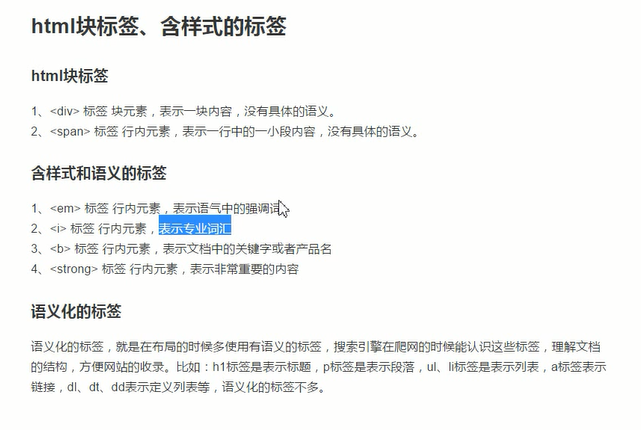 html块标签、含样式的标签
html块标签
1、<div> 标签 块元素，表示一块内容，没有具体的语义。
2、<span> 标签 行内元素，表示一行中的一小段内容，没有具体的语义。
含样式和语义的标签
1、<em> 标签 行内元素，表示语气中的强调词
2、<i> 标签 行内元素，表示专业词汇
3、<b> 标签 行内元素，表示文档中的关键字或者产品名
4、<strong> 标签 行内元素，表示非常重要的内容
语义化的标签
语义化的标签，就是在布局的时候多使用有语义的标签，搜索引擎在爬网的时候能认识这些标签，理解文档
的结构，方便网站的收录。比如：h1标签是表示标题，p标签是表示段落，ul、li标签是表示列表，a标签表示
链接，dl、dt、dd表示定义列表等，语义化的标签不多。